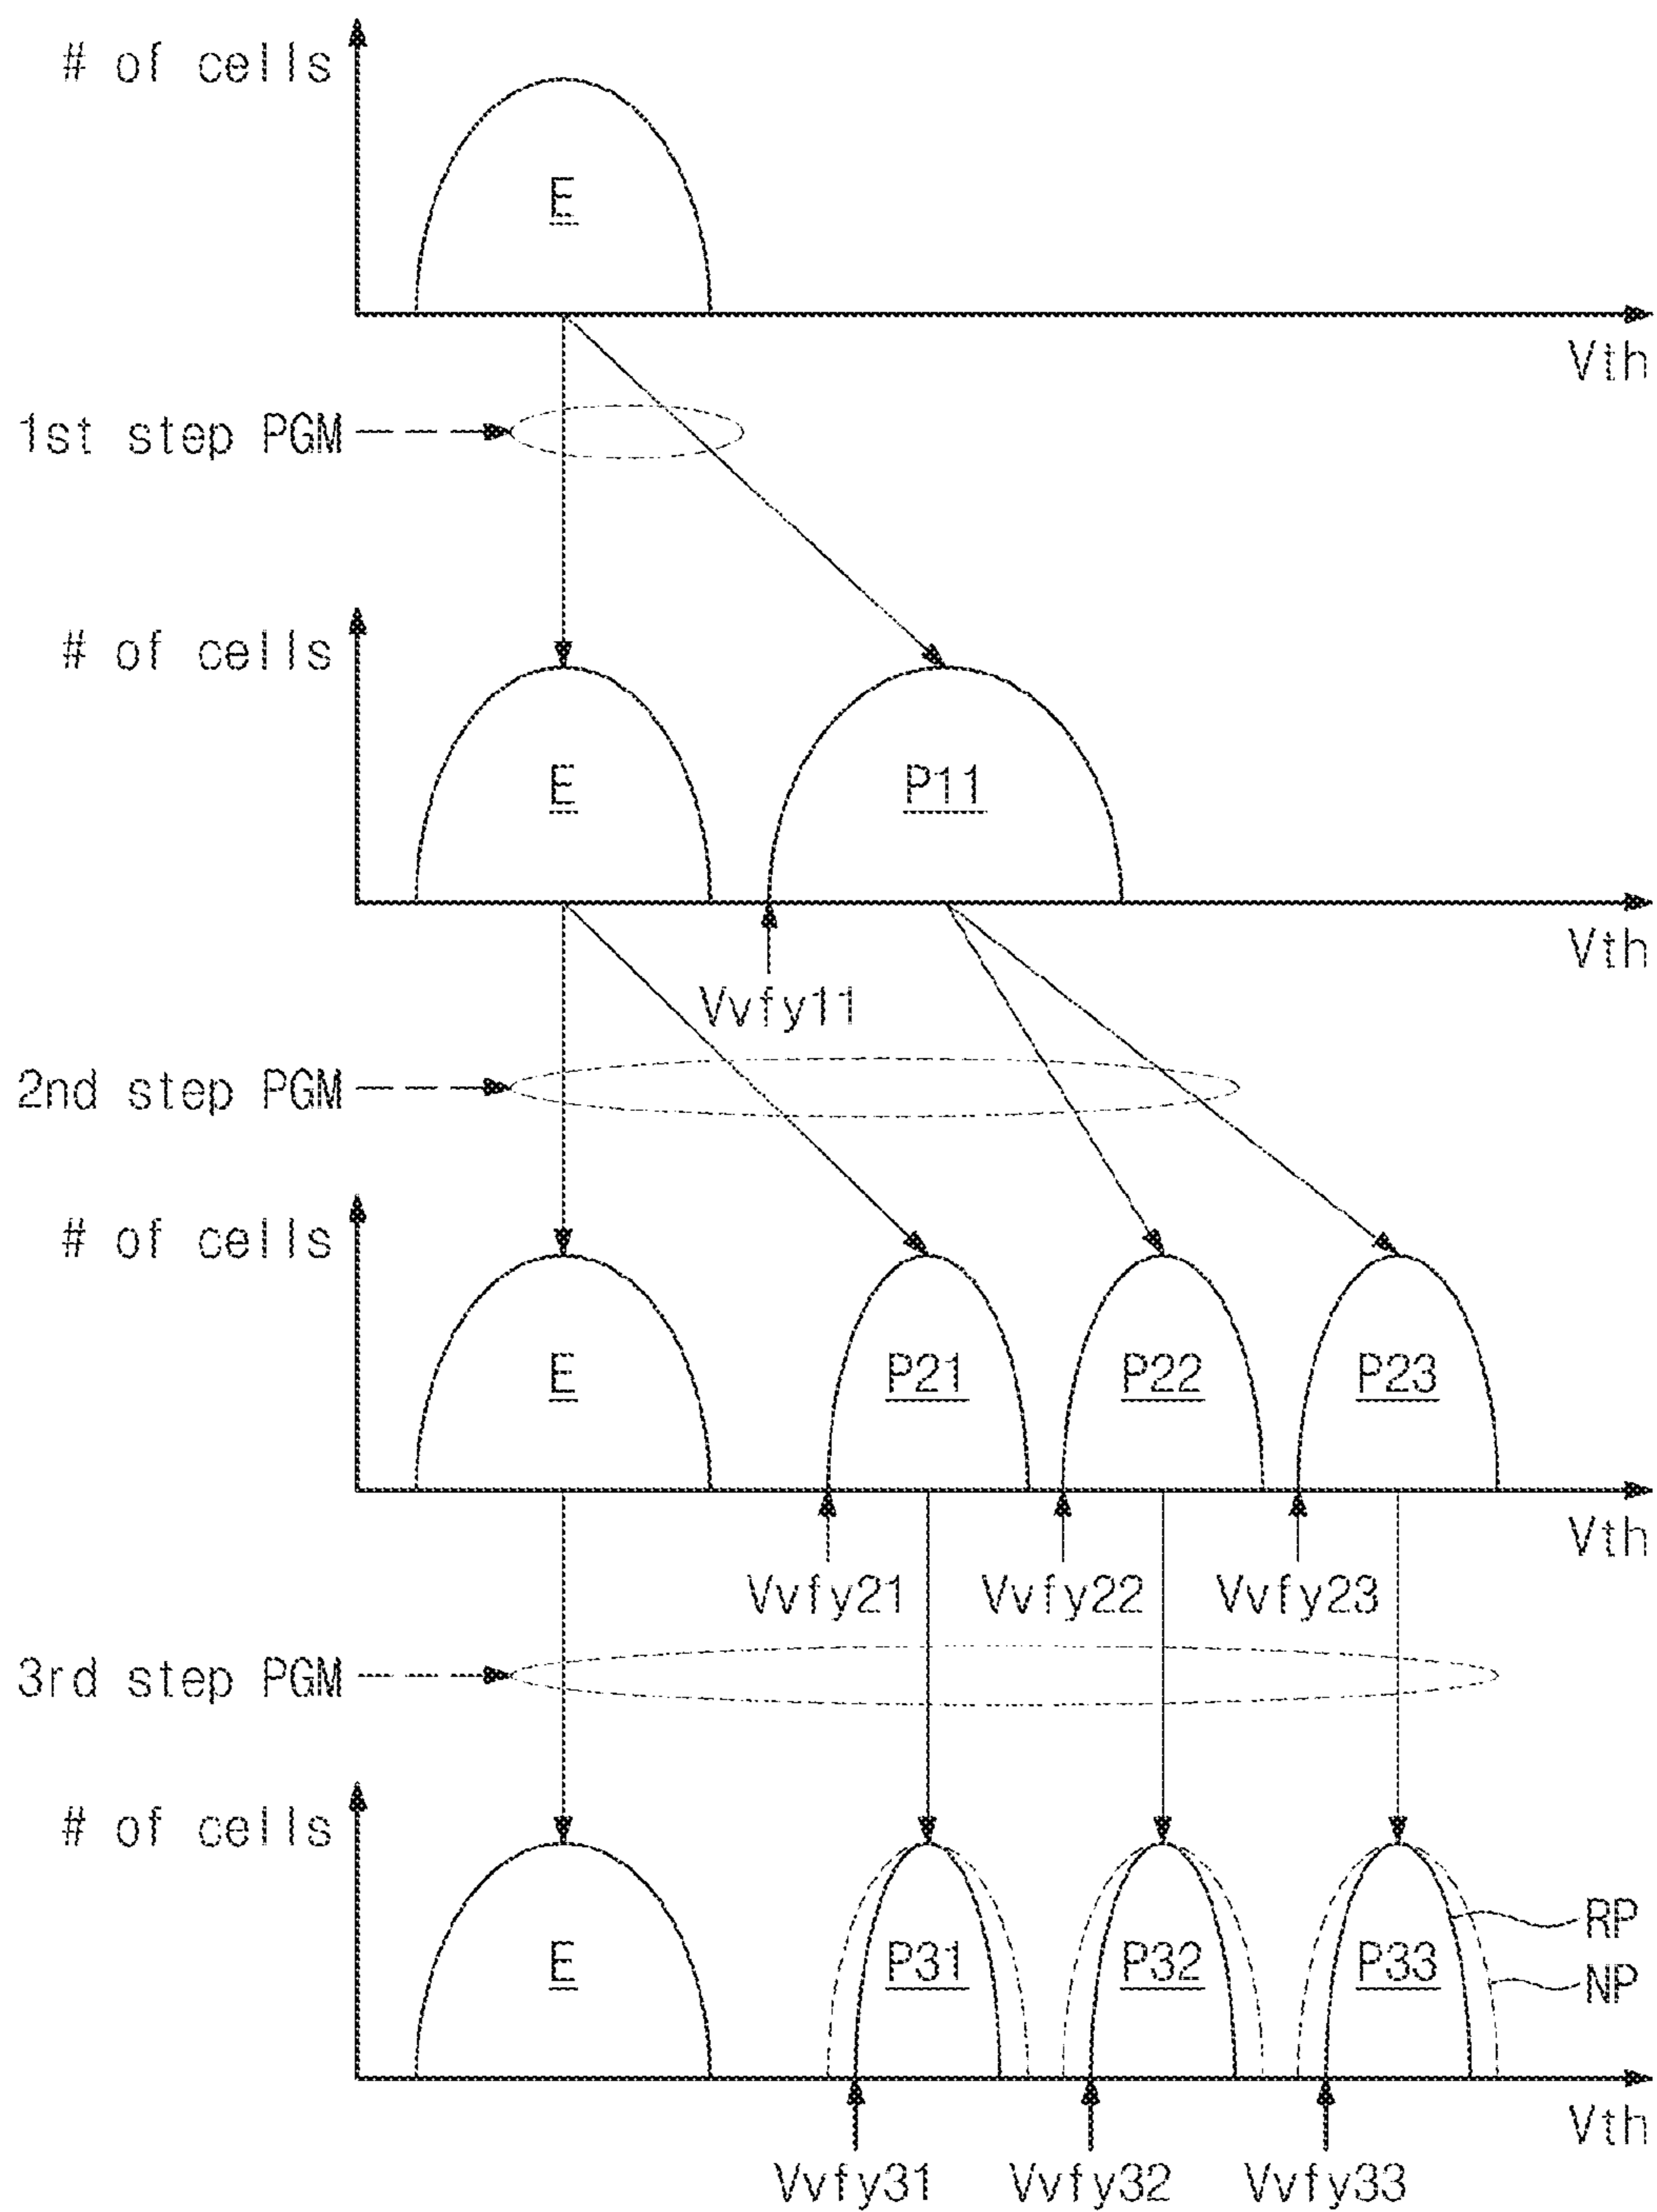 # of cells
E
Vth
1st step PGM
# of cells
E
P11
Vth
Vvfy11
2nd step PGM
# of cells
E
P21
P22
P23
Vth
Vvfy21
Vvfy22
Vvfy23
3rd step PGM
# of cells
RP
E
P31
P32
P33
NP
Vth
Vvfy31
Vvfy32
Vvfy33